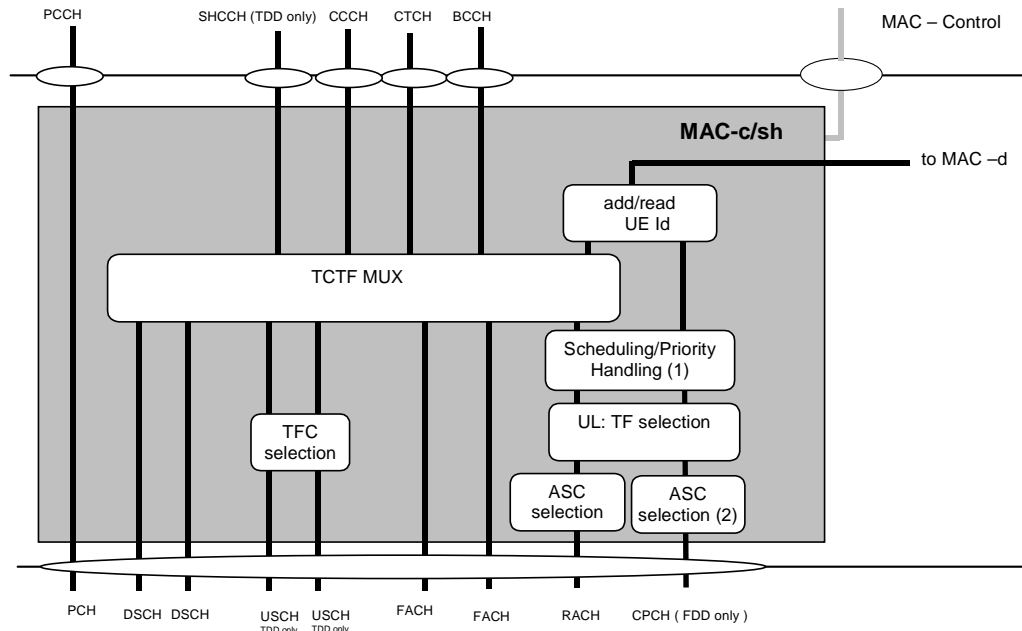 PCCH
SHCCH (TDD only)
CCCH
CTCH
BCCH
MAC – Control
MAC-c/sh
to MAC –d
add/read
UE Id
TCTF MUX
Scheduling/Priority
Handling (1)
UL: TF selection
TFC
selection
ASC
selection
ASC
selection (2)
PCH
DSCH
DSCH
USCH
TDD only
USCH
TDD only
FACH
FACH
RACH
CPCH ( FDD only )